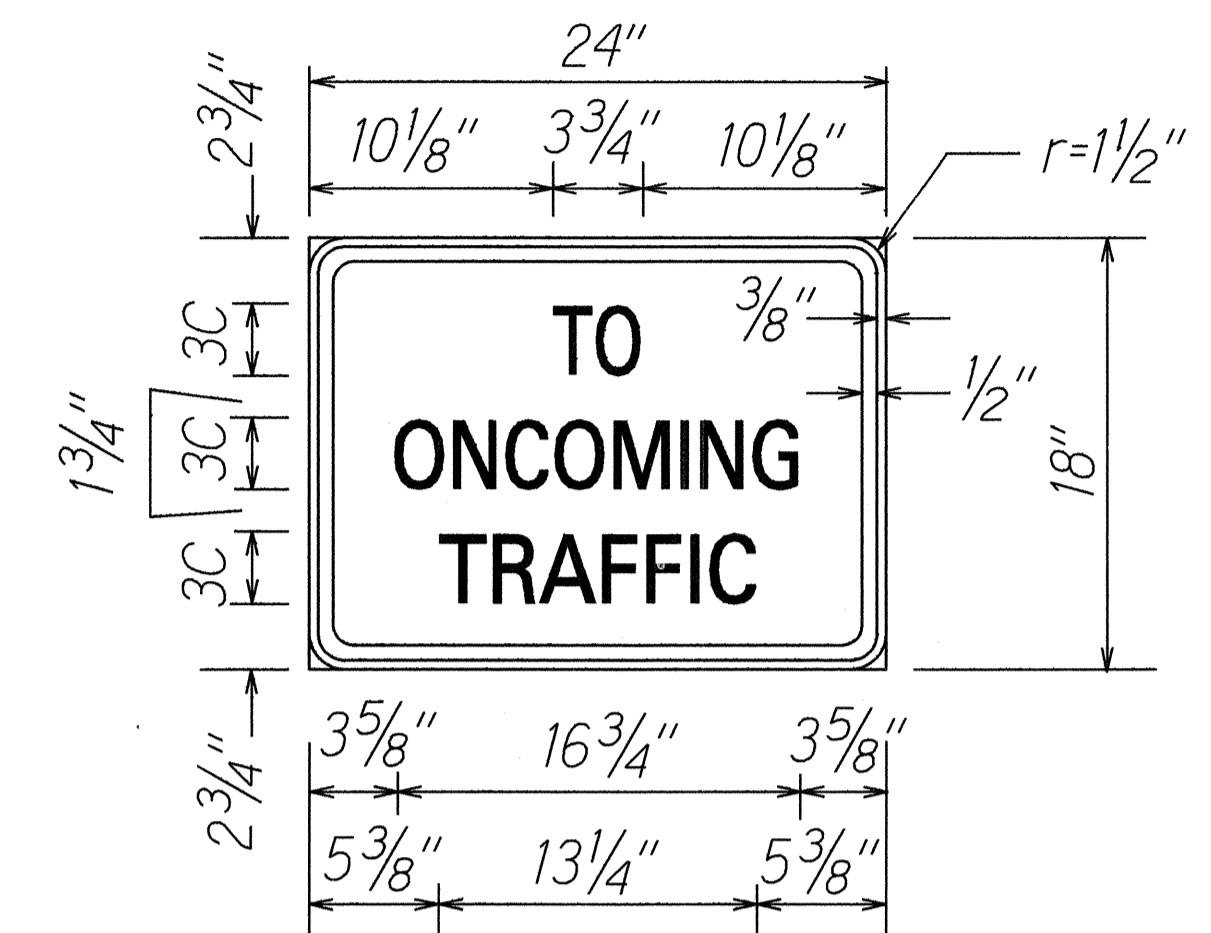 24"
2 3/4"
10 1/8" 3 3/4" 10 1/8"
r=1 1/2"
3C
3/8"
TO
1/2"
1 3/4"
3C
ONCOMING
18"
3C
TRAFFIC
2 3/4"
3 5/8" 16 3/4" 3 5/8"
5 3/8" 13 1/4" 5 3/8"